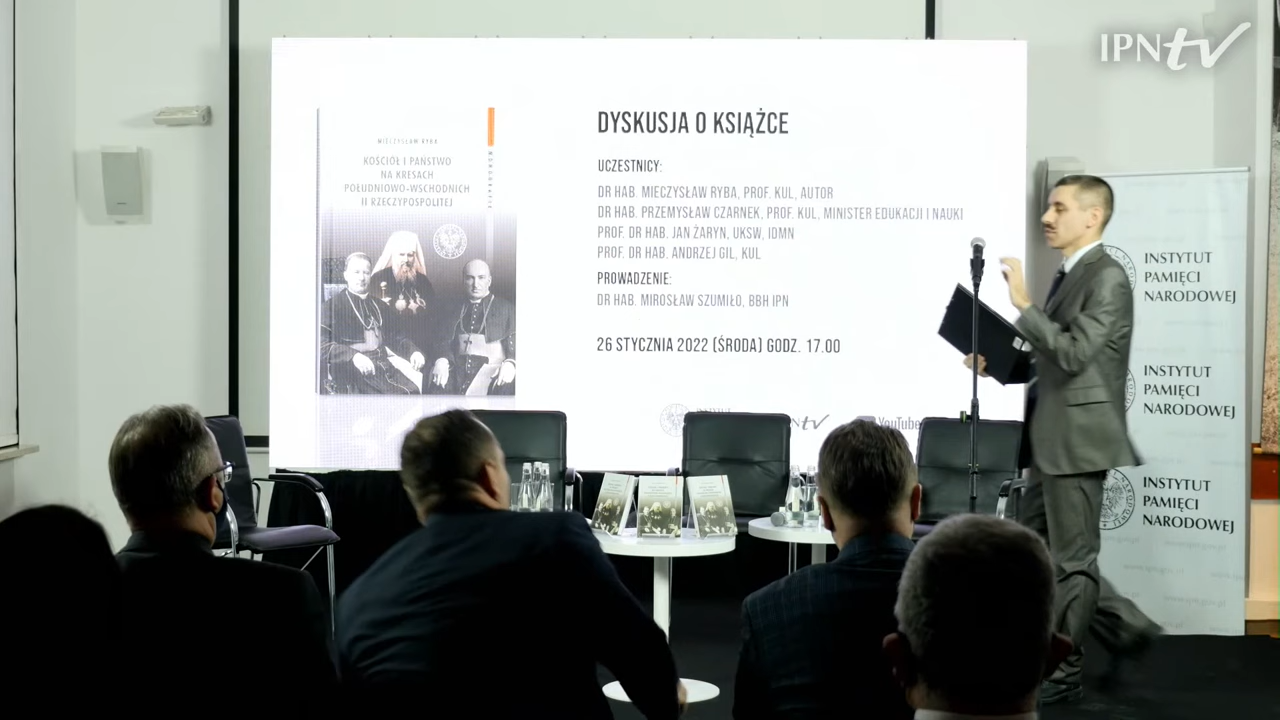 IPNtv
DYSKUSJA O KSIĄŻCE
UCZESTNICY:
DR HAB. MIECZYSŁAW RYBA, PROF. KUL, AUTOR
DR HAB. PRZEMYSŁAW CZARNEK, PROF. KUL, MINISTER EDUKACJI I NAUKI
PROF. DR HAB. JAN ŻARYN, UKSW, IDMN
PROF. DR HAB. ANDRZEJ GIL, KUL
PROWADZENIE:
DR HAB. MIROSŁAW SZUMIŁO, BBH IPN
26 STYCZNIA 2022 (ŚRODA) GODZ. 17.00
YouTube
MIECZYSŁAW RYBA
KOŚCIÓŁ I PAŃSTWO
NA KRESACH
POŁUDNIOWO-WSCHODNICH
II RZECZYPOSPOLITEJ
INSTYTUT
PAMIĘCI
NARODOWEJ
INSTYTUT
PAMIĘCI
NARODOWEJ
INSTYTUT
PAMIĘCI
NARODOWEJ